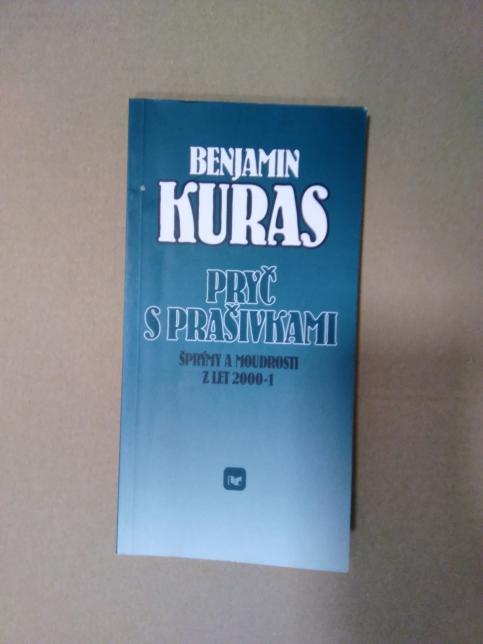 BENJAMIN
KURAS
PRYČ
S PRAŠIVKAMI
ŠPRÝMY A MOUDROSTI
Z LET 2000-1